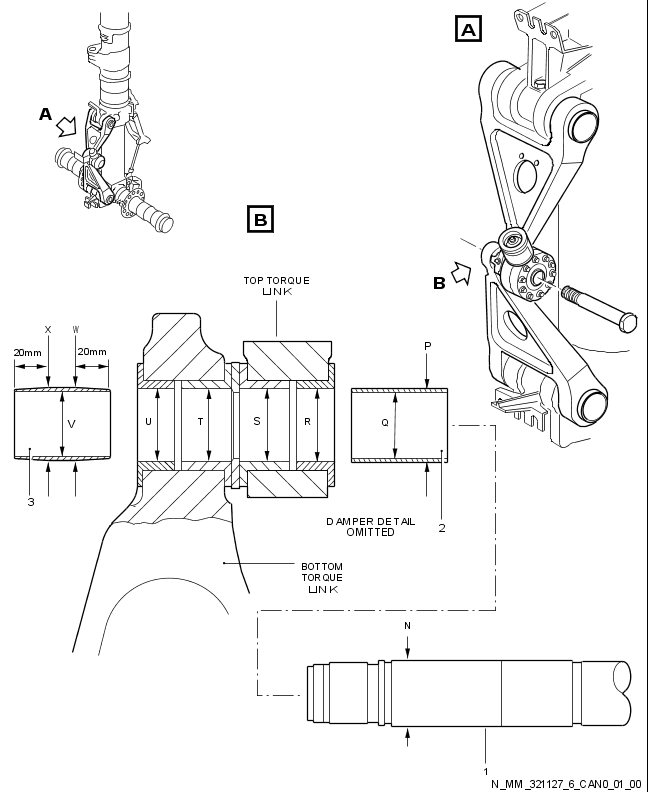 A
A
B
B
TOP TORQUE
LINK
X
W
20mm
20mm
P
V
U
T
S
R
Q
3
2
DAMPER DETAIL
OMITTED
BOTTOM
TORQUE
LINK
N
1
N_MM_321127_6_CAN0_01_00